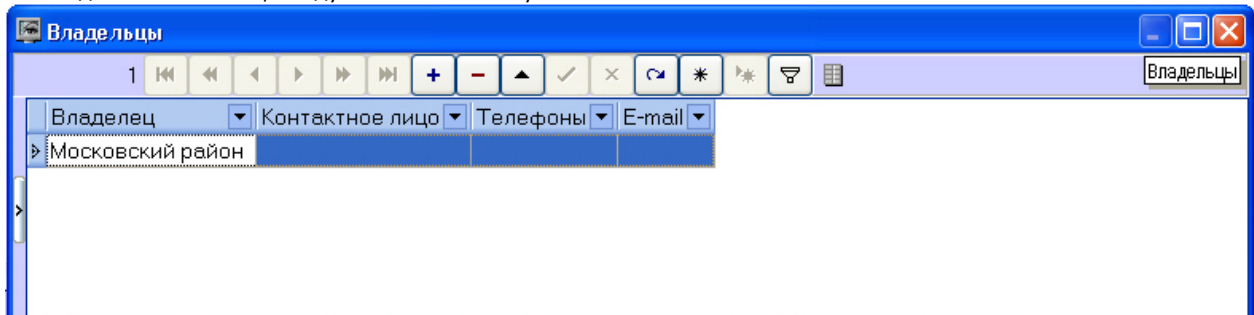 Владельцы
1
Владельцы
Владелец Контактное лицо Телефоны E-mail
Московский район